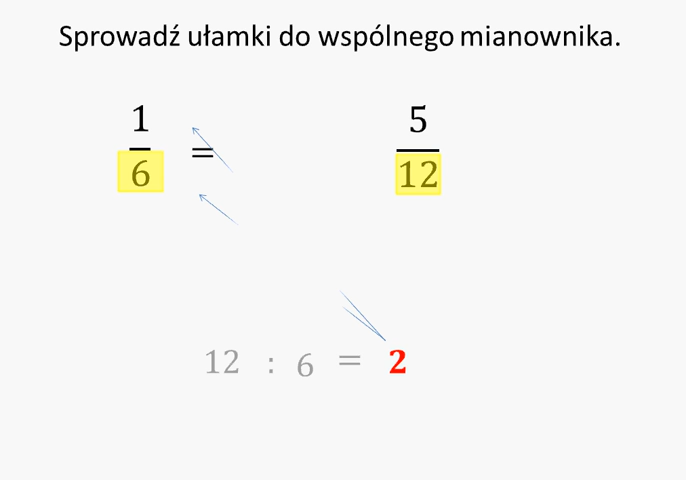 Sprowadź ułamki do wspólnego mianownika.
1/6 = 5/12
12 : 6 = 2